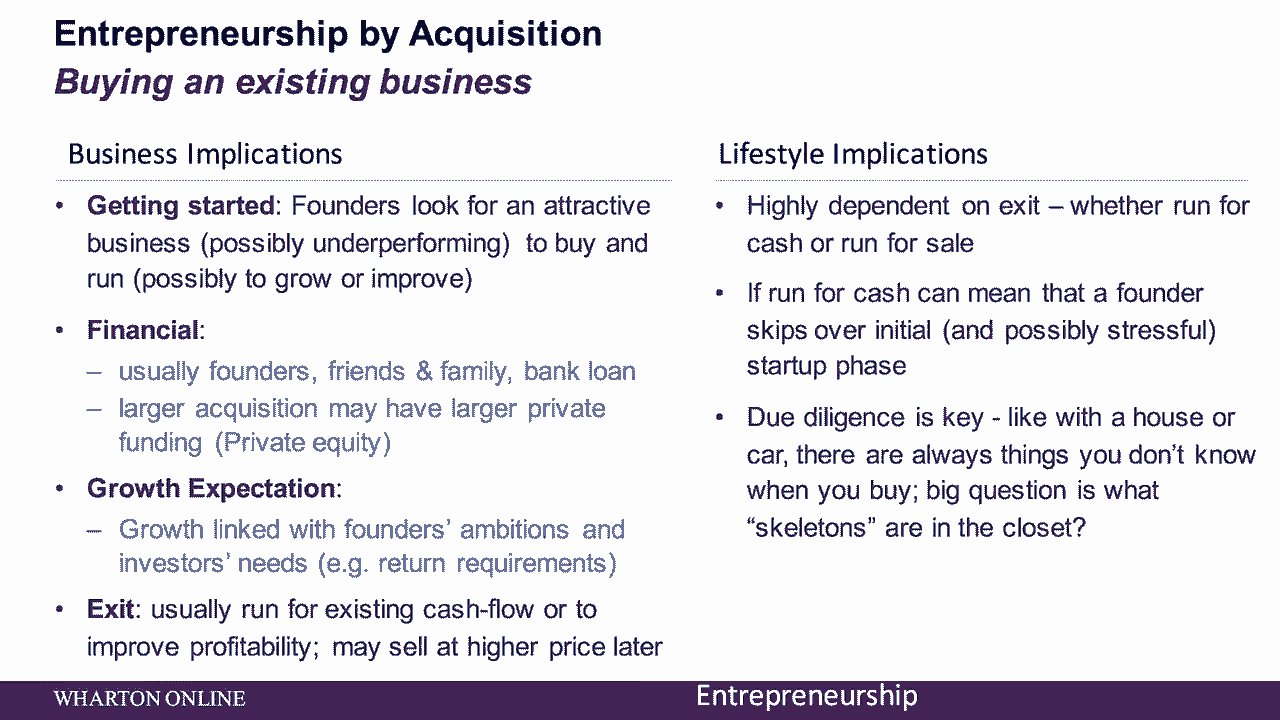 Entrepreneurship by Acquisition
Buying an existing business
Business Implications
• Getting started: Founders look for an attractive
business (possibly underperforming) to buy and
run (possibly to grow or improve)
• Financial:
– usually founders, friends & family, bank loan
– larger acquisition may have larger private
funding (Private equity)
• Growth Expectation:
– Growth linked with founders’ ambitions and
investors’ needs (e.g. return requirements)
• Exit: usually run for existing cash-flow or to
improve profitability; may sell at higher price later
Lifestyle Implications
• Highly dependent on exit – whether run for
cash or run for sale
• If run for cash can mean that a founder
skips over initial (and possibly stressful)
startup phase
• Due diligence is key - like with a house or
car, there are always things you don’t know
when you buy; big question is what
“skeletons” are in the closet?
WHARTON ONLINE
Entrepreneurship